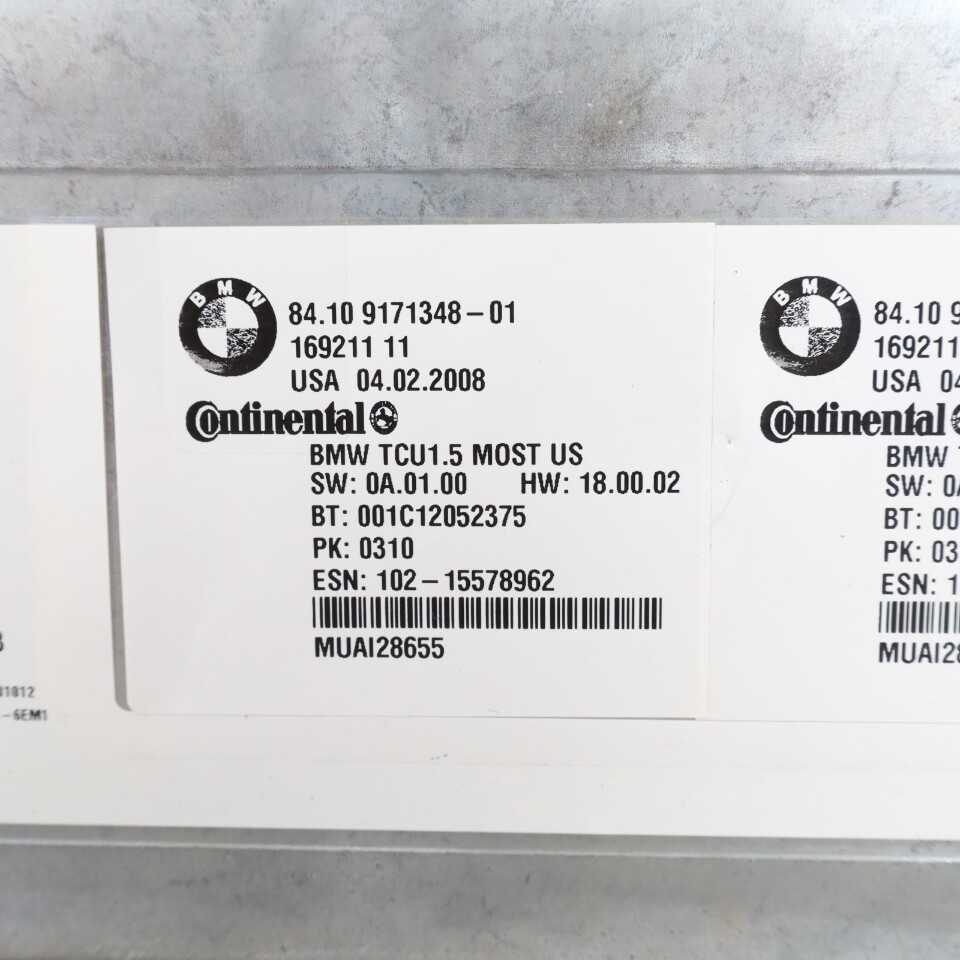 BMW
84.10 9171348-01
169211 11
USA 04.02.2008
Continental
BMW TCU1.5 MOST US
SW: 0A.01.00 HW: 18.00.02
BT: 001C12052375
PK: 0310
ESN: 102-15578962
MUAI28655
BMW
84.10 9
169211
USA 04
Continental
BMW
SW: 0A
BT: 00
PK: 03
ESN: 1
MUAI28
01012
-6EM1